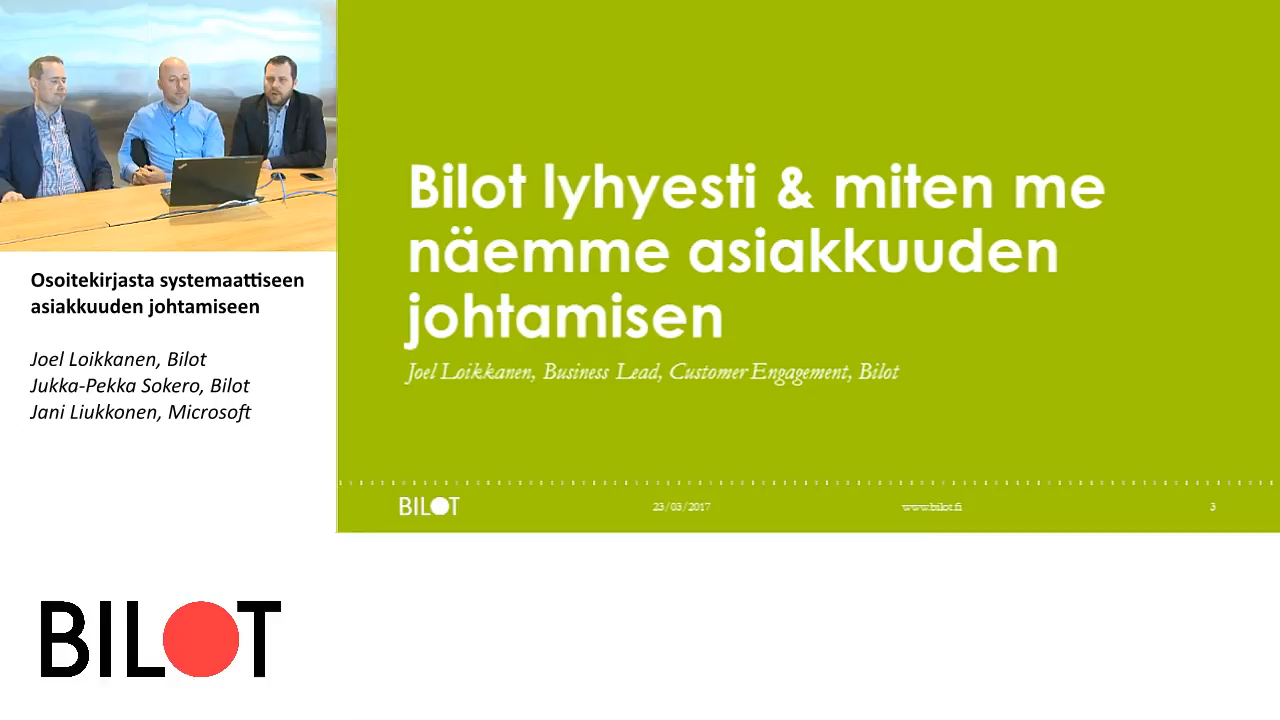 Osoitekirjasta systemaattiseen
asiakkuuden johtamiseen
Joel Loikkanen, Bilot
Jukka-Pekka Sokero, Bilot
Jani Liukkonen, Microsoft
BILOT
Bilot lyhyesti & miten me
näemme asiakkuuden
johtamisen
Joel Loikkanen, Business Lead, Customer Engagement, Bilot
BILOT
23/03/2017
www.bilot.fi
3